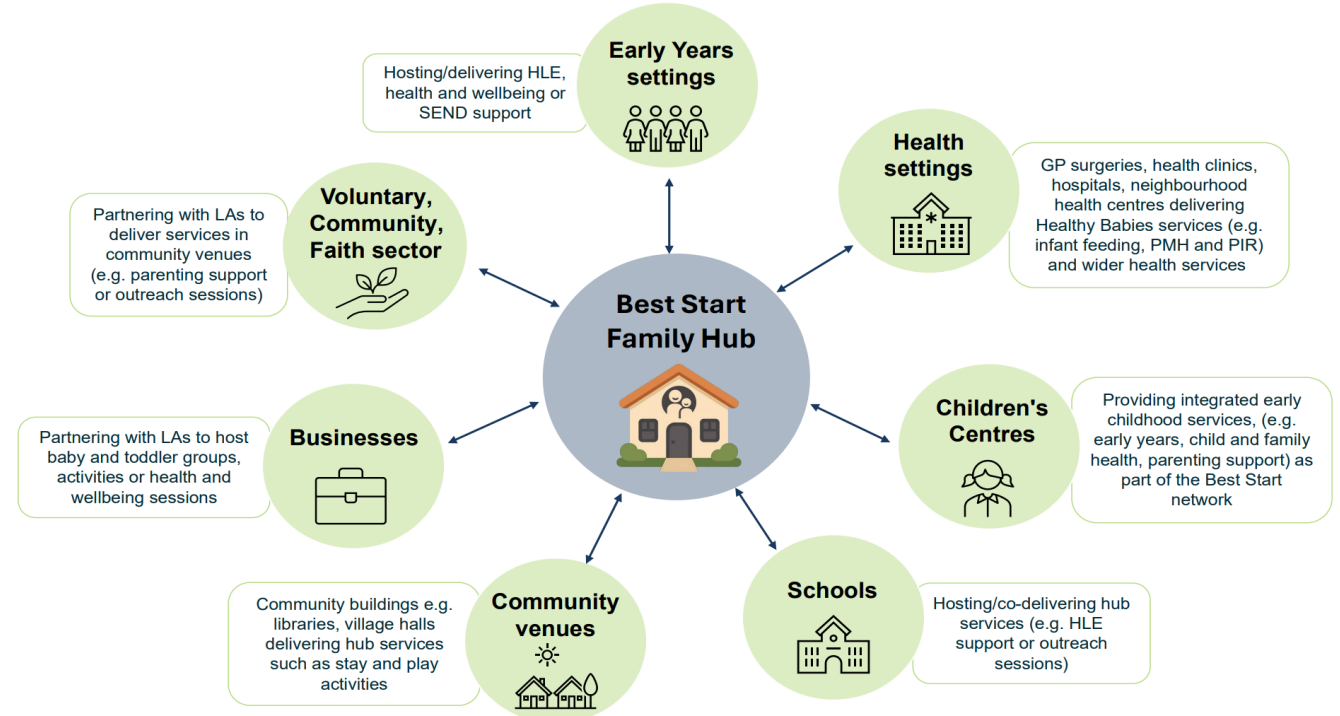 Early Years
settings
Hosting/delivering HLE,
health and wellbeing or
SEND support
Health
settings
GP surgeries, health clinics,
hospitals, neighbourhood
health centres delivering
Healthy Babies services (e.g.
infant feeding, PMH and PIR)
and wider health services
Voluntary,
Community,
Faith sector
Partnering with LAs to
deliver services in
community venues
(e.g. parenting support
or outreach sessions)
Best Start
Family Hub
Children's
Centres
Providing integrated early
childhood services, (e.g.
early years, child and family
health, parenting support) as
part of the Best Start
network
Businesses
Partnering with LAs to host
baby and toddler groups,
activities or health and
wellbeing sessions
Schools
Hosting/co-delivering hub
services (e.g. HLE
support or outreach
sessions)
Community
venues
Community buildings e.g.
libraries, village halls
delivering hub services
such as stay and play
activities